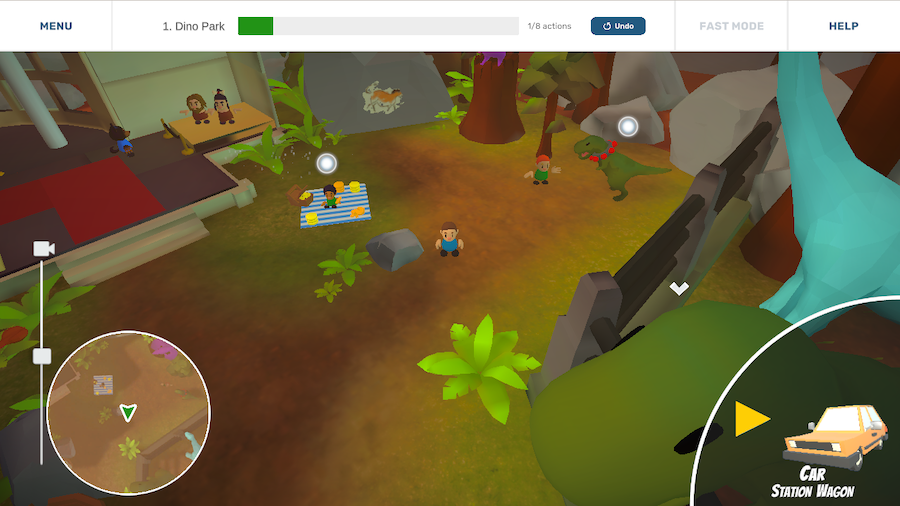 MENU
1. Dino Park
1/8 actions
Undo
FAST MODE
HELP
CAR
STATION WAGON